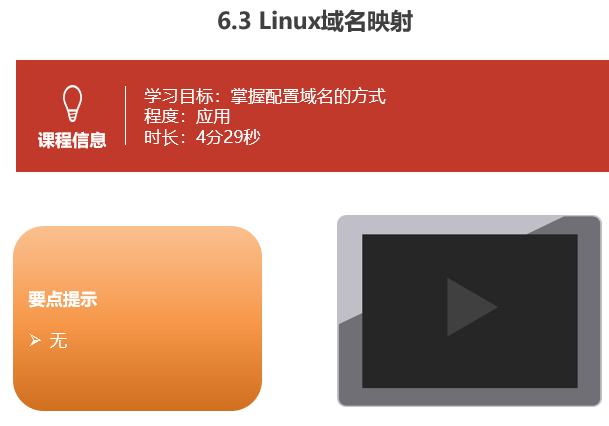 6.3 Linux域名映射
课程信息
学习目标：掌握配置域名的方式
程度：应用
时长：4分29秒
要点提示
➢ 无